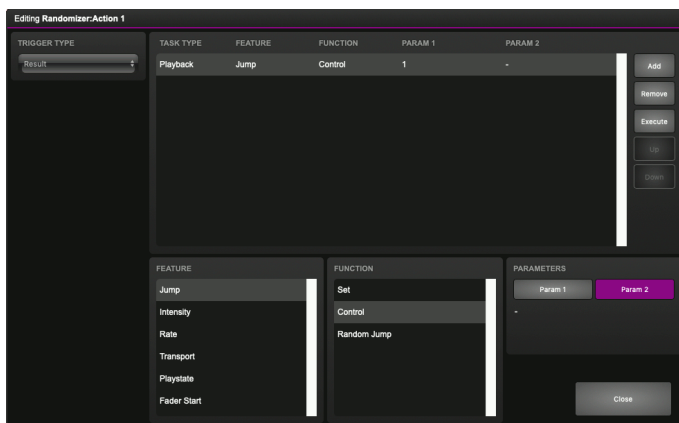 Editing Randomizer:Action 1
TRIGGER TYPE
Result
TASK TYPE FEATURE FUNCTION PARAM 1 PARAM 2
Playback Jump Control 1 -
Add
Remove
Execute
Up
Down
FEATURE
Jump
Intensity
Rate
Transport
Playstate
Fader Start
FUNCTION
Set
Control
Random Jump
PARAMETERS
Param 1 Param 2
-
Close